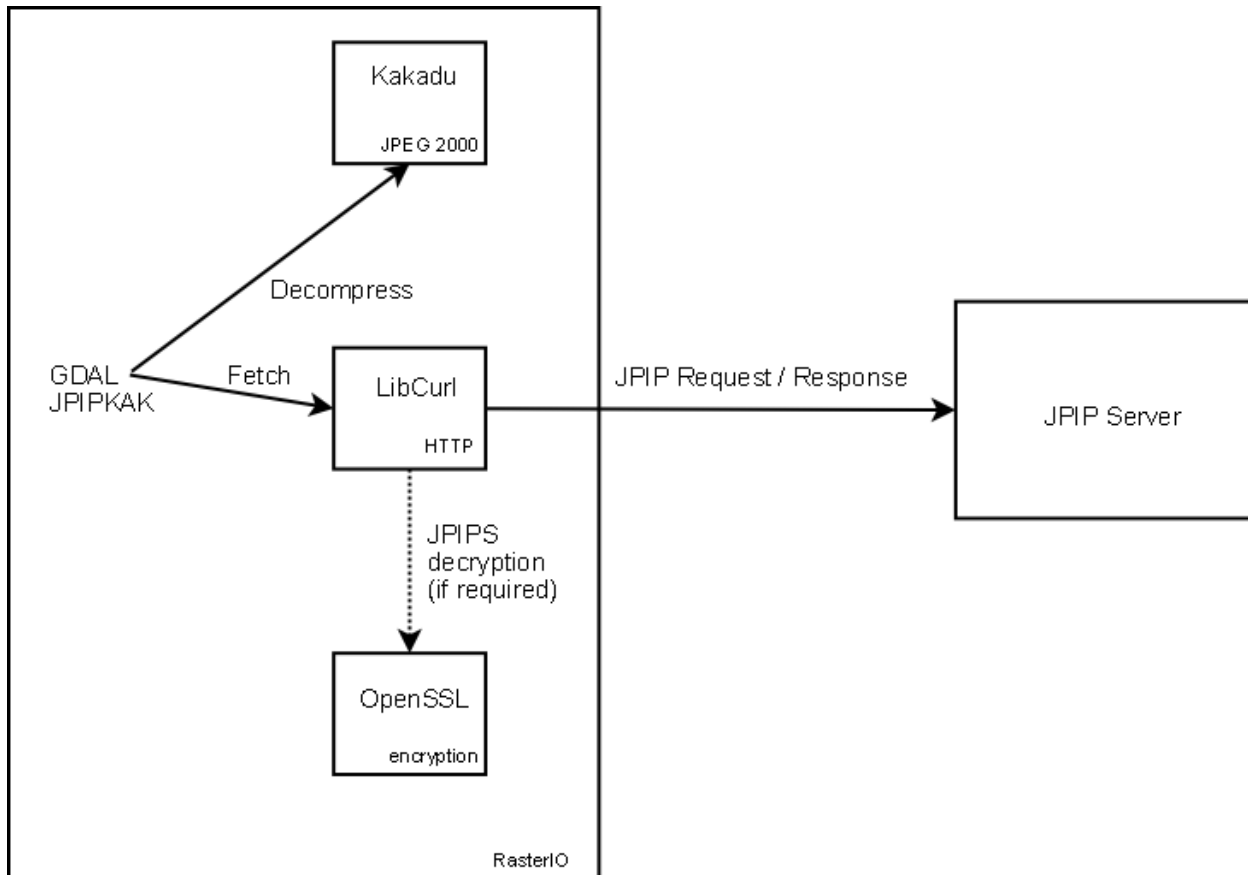 Kakadu
JPEG 2000
Decompress
GDAL
JPIPKAK
Fetch
LibCurl
HTTP
JPIP Request / Response
JPIP Server
JPIPS
decryption
(if required)
OpenSSL
encryption
RasterIO